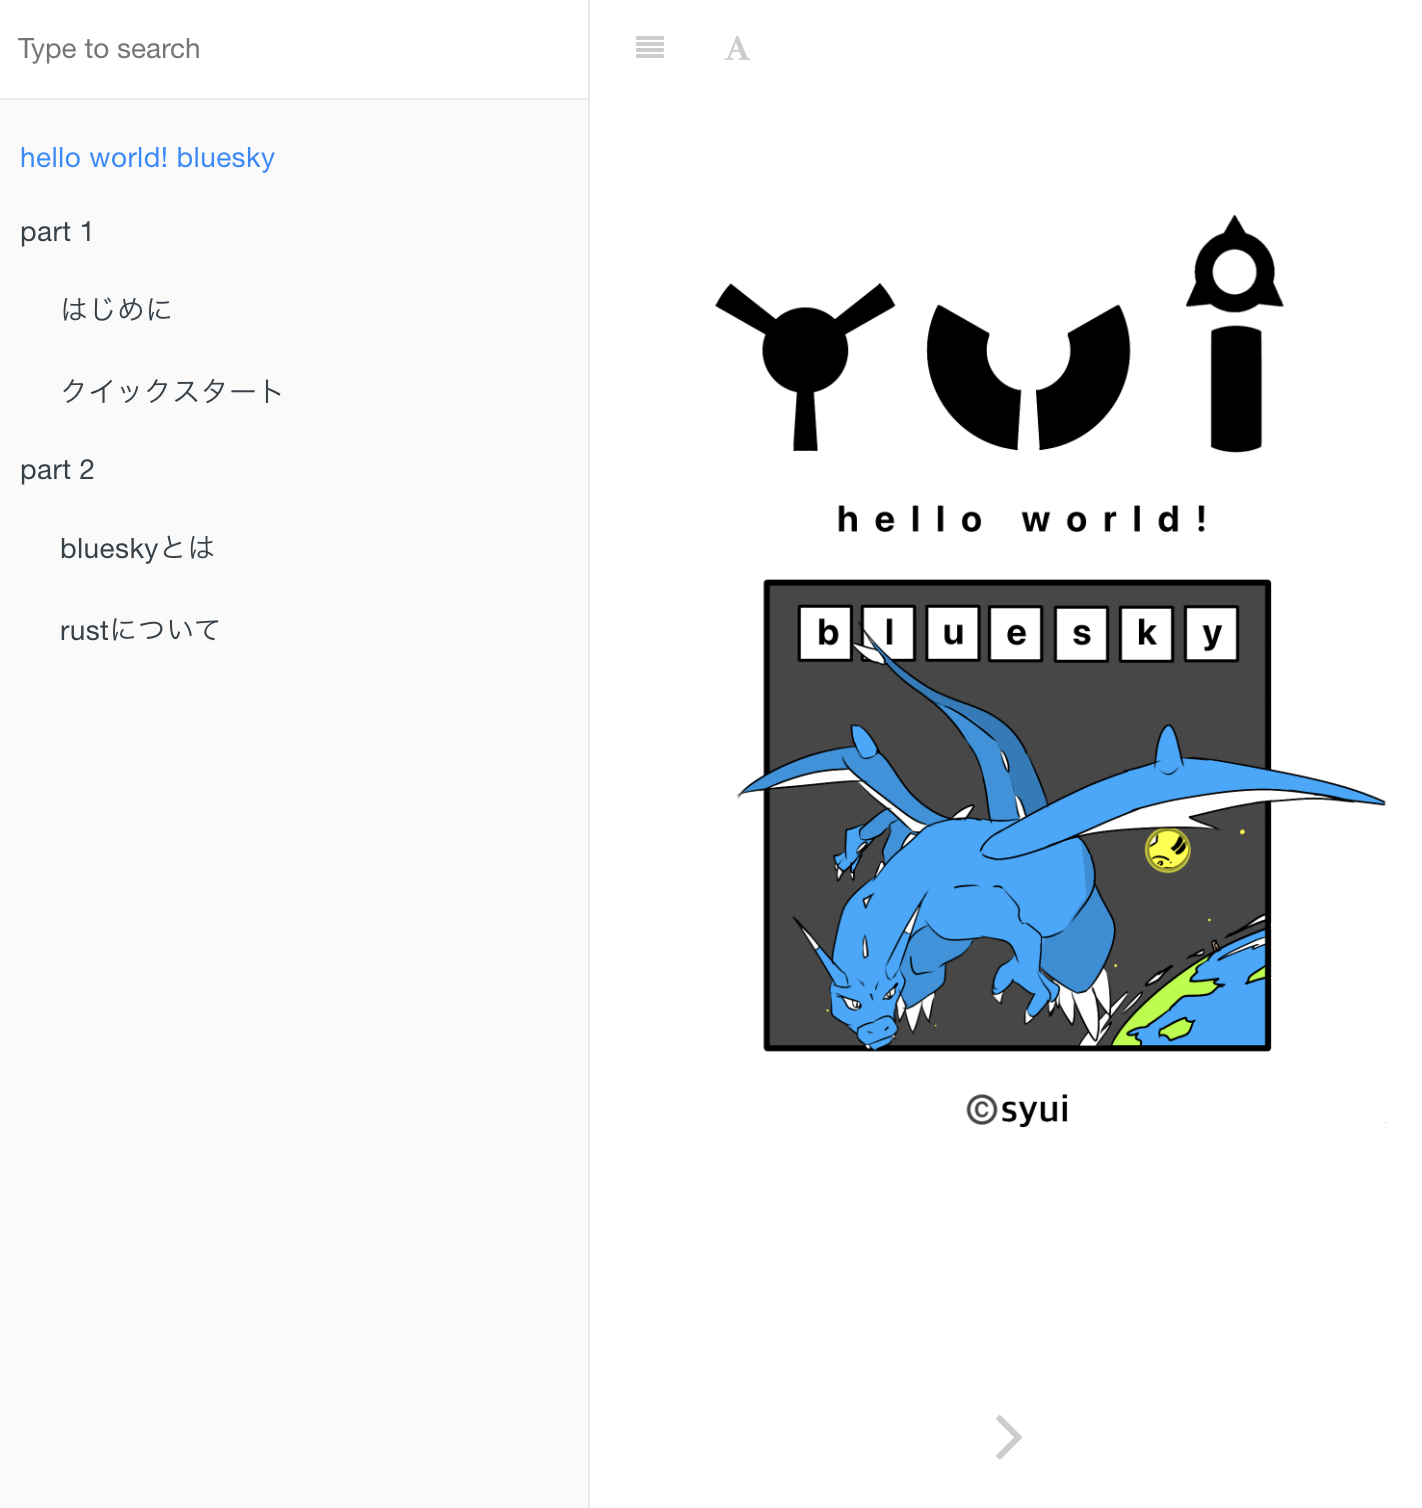 Type to search
hello world! bluesky
part 1
はじめに
クイックスタート
part 2
blueskyとは
rustについて
A
yui
hello world!
bluesky
©syui